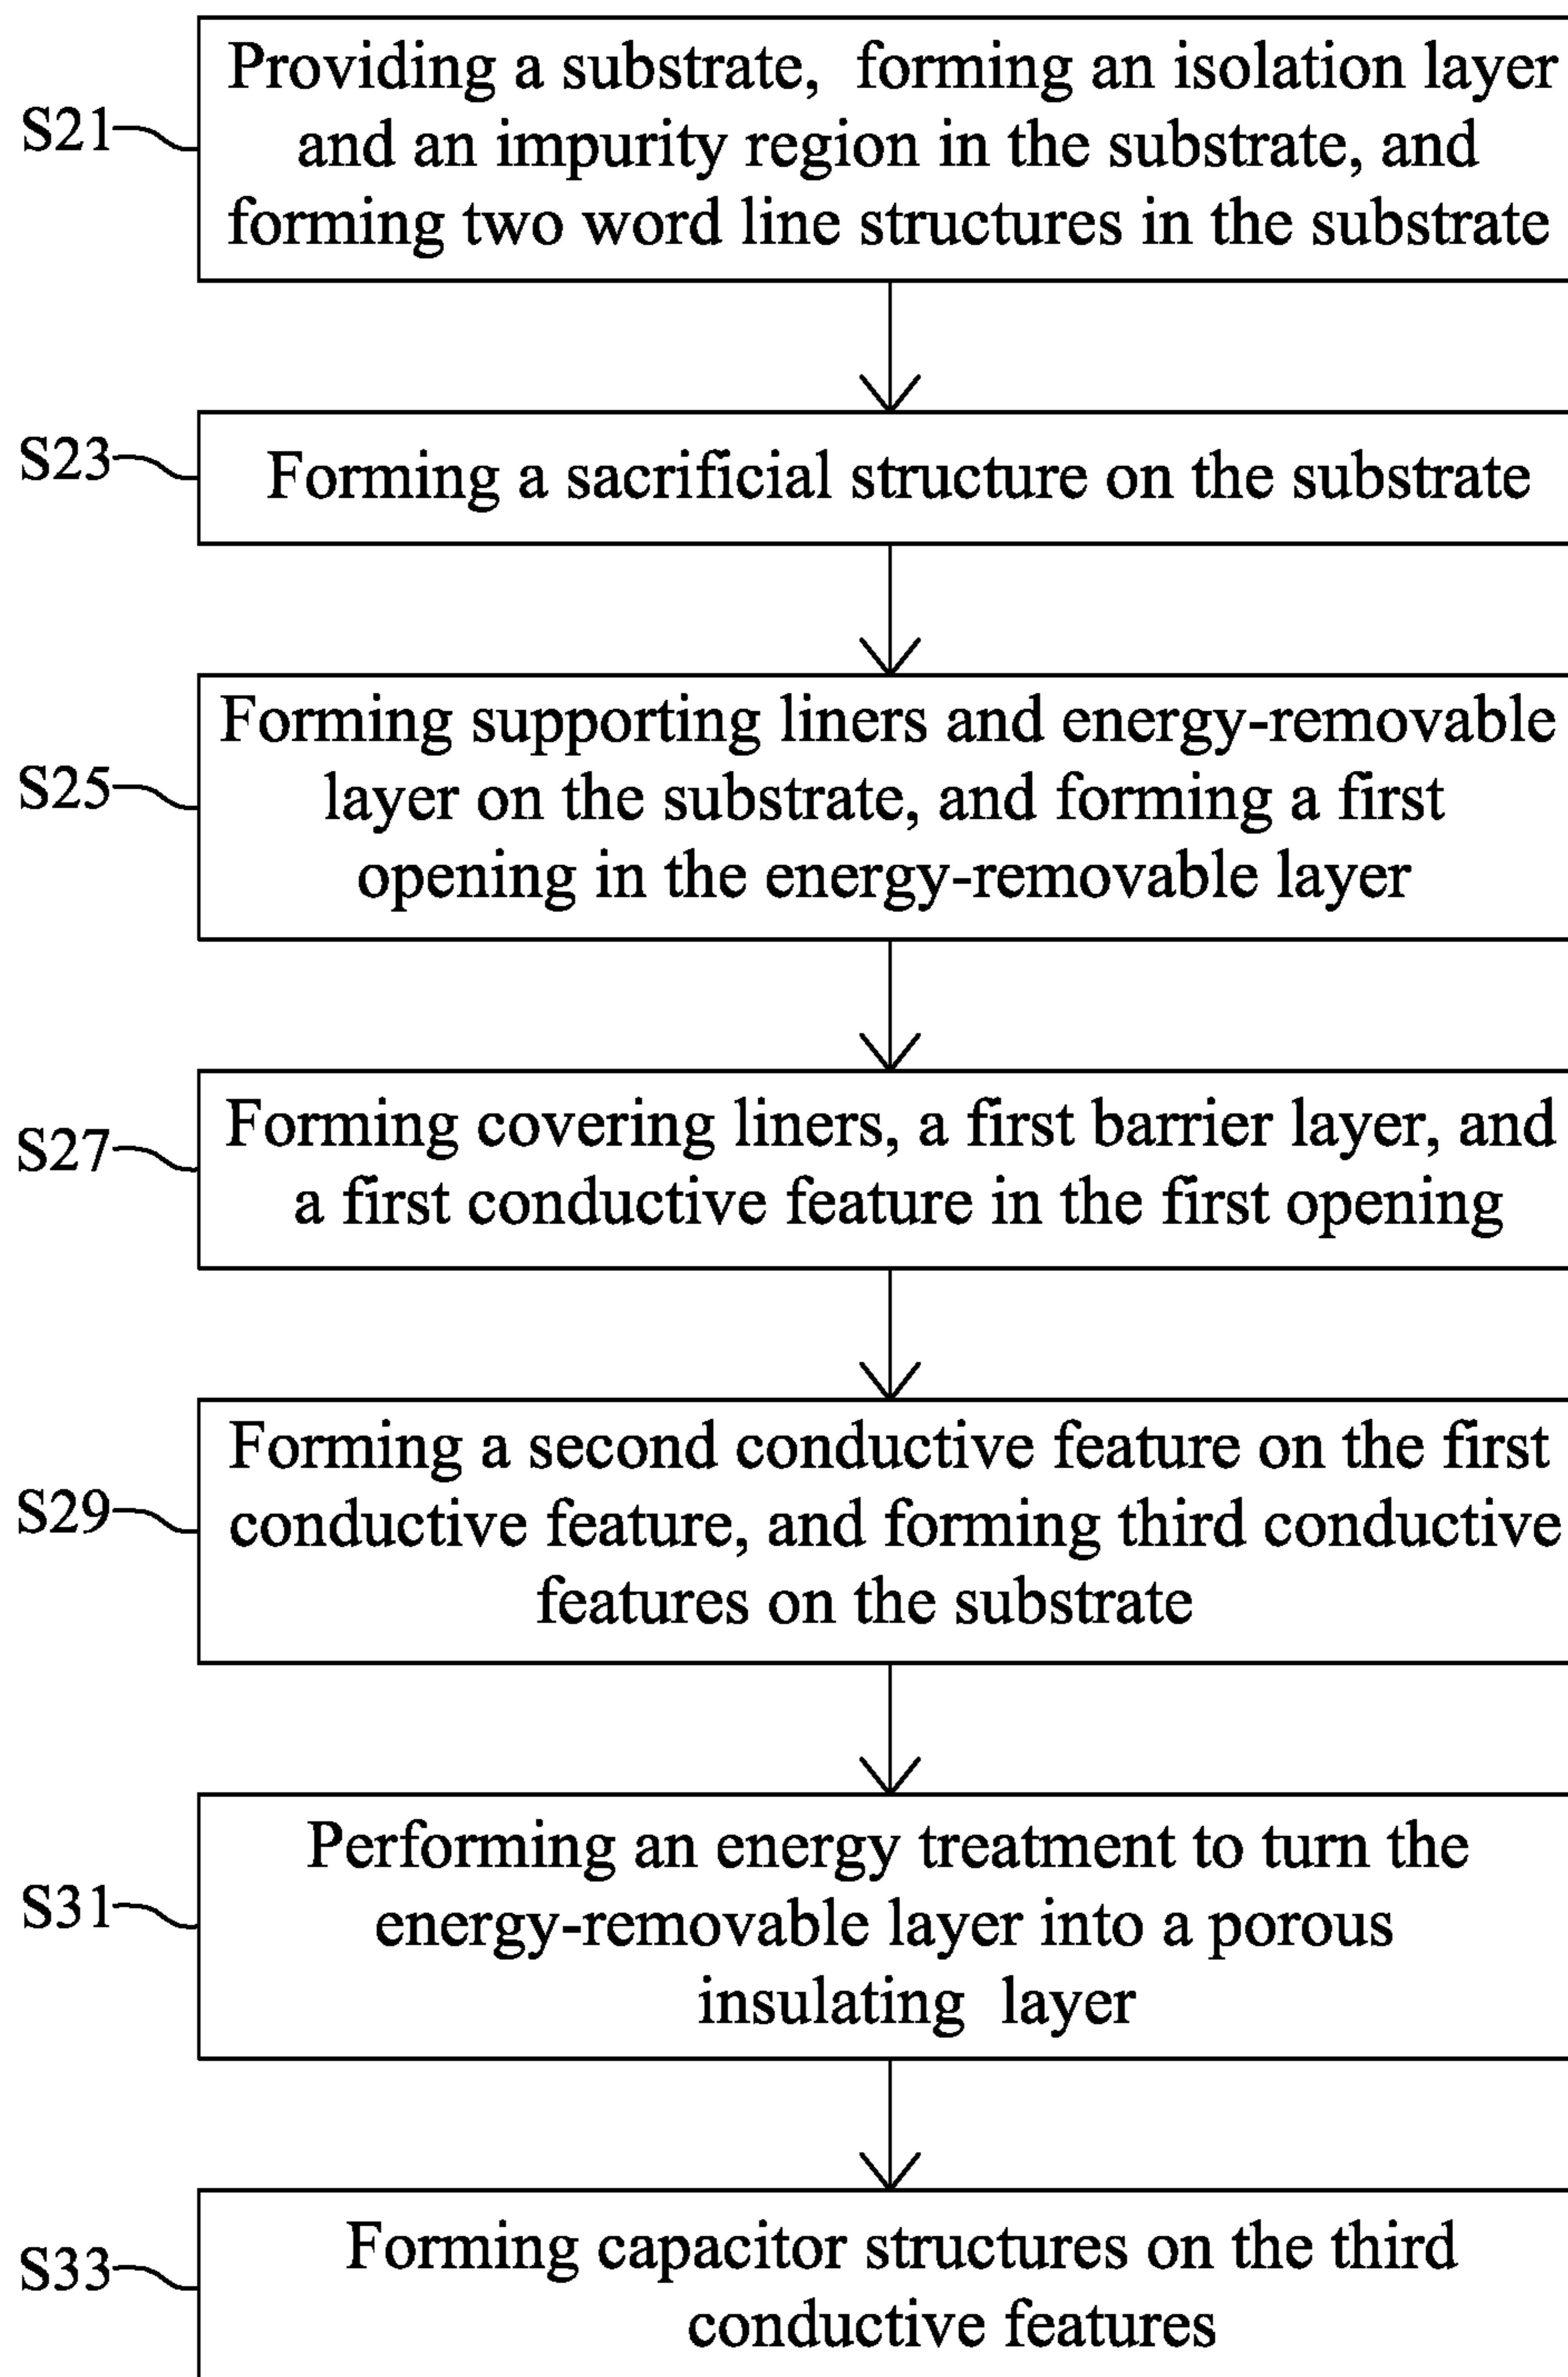 Providing a substrate, forming an isolation layer
S21
and an impurity region in the substrate, and
forming two word line structures in the substrate
S23
Forming a sacrificial structure on the substrate
Forming supporting liners and energy-removable
S25
layer on the substrate, and forming a first
opening in the energy-removable layer
Forming covering liners, a first barrier layer, and
S27
a first conductive feature in the first opening
Forming a second conductive feature on the first
S29
conductive feature, and forming third conductive
features on the substrate
Performing an energy treatment to turn the
S31
energy-removable layer into a porous
insulating layer
Forming capacitor structures on the third
S33
conductive features